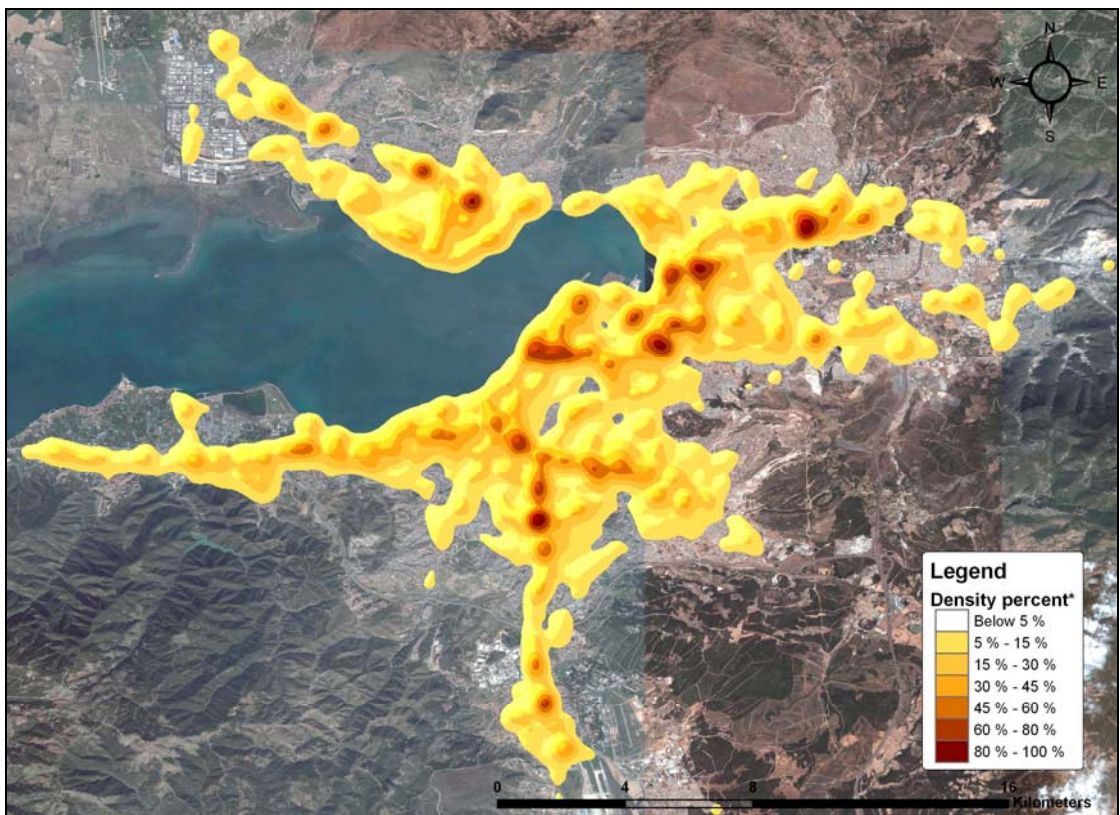 N
W E
S
Legend
Density percent*
Below 5 %
5 % - 15 %
15 % - 30 %
30 % - 45 %
45 % - 60 %
60 % - 80 %
80 % - 100 %
0 4 8 16
Kilometers